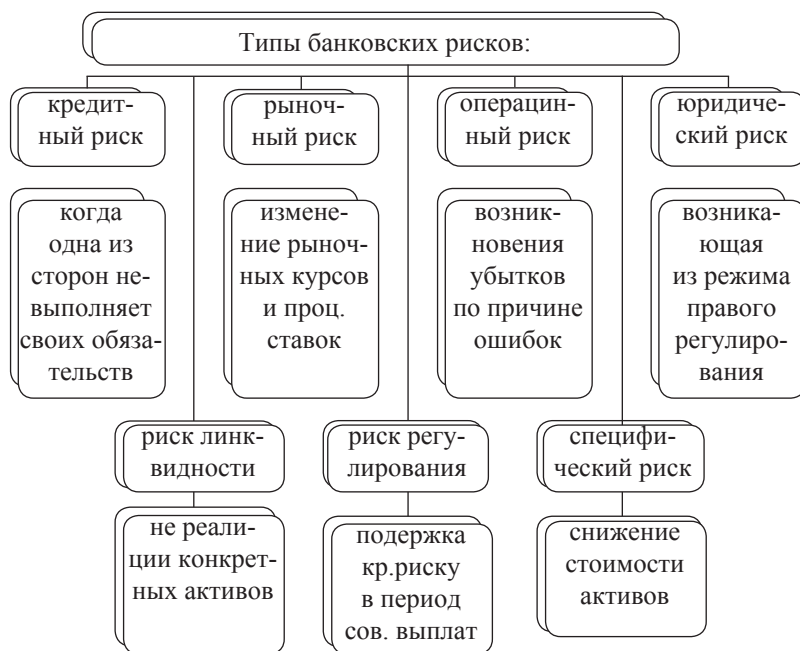 Типы банковских рисков:
кредит-
ный риск
рыноч-
ный риск
операцин-
ный риск
юридиче-
ский риск
когда
одна из
сторон не-
выполняет
своих обяза-
тельств
измене-
ние рыноч-
ных курсов
и проц.
ставок
возник-
новения
убытков
по причине
ошибок
возника-
ющая
из режима
правого
регулиро-
вания
риск линк-
видности
риск регу-
лирования
специфи-
ческий риск
не реали-
ции конкрет-
ных активов
подержка
кр.риску
в период
сов. выплат
снижение
стоимости
активов